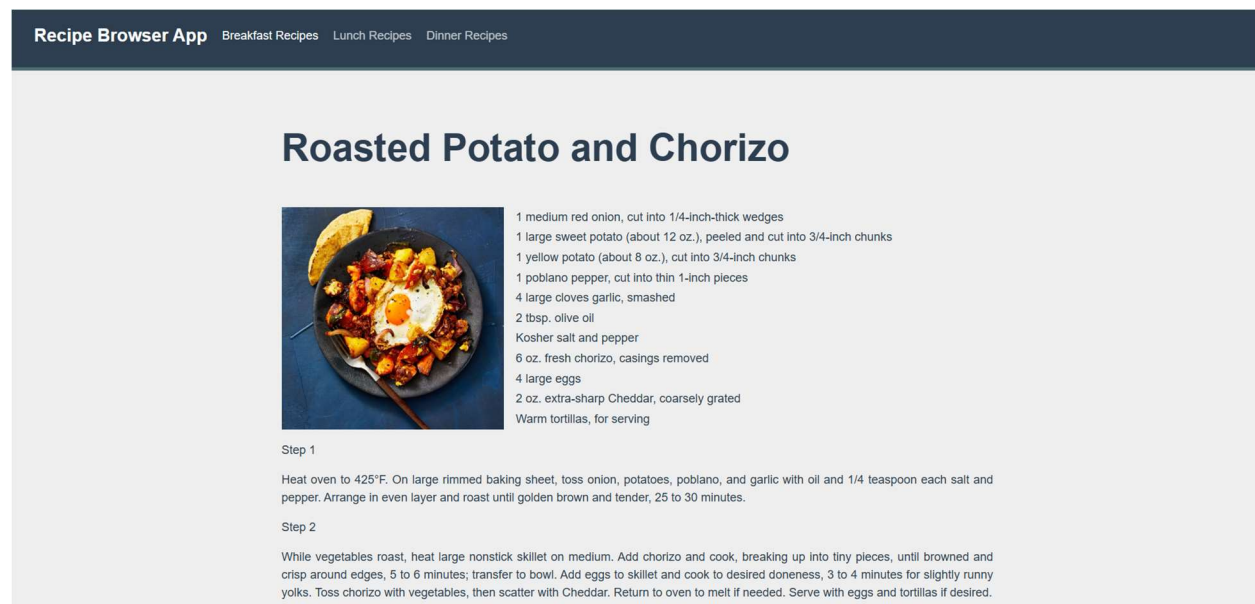 Recipe Browser App Breakfast Recipes Lunch Recipes Dinner Recipes
Roasted Potato and Chorizo
1 medium red onion, cut into 1/4-inch-thick wedges
1 large sweet potato (about 12 oz.), peeled and cut into 3/4-inch chunks
1 yellow potato (about 8 oz.), cut into 3/4-inch chunks
1 poblano pepper, cut into thin 1-inch pieces
4 large cloves garlic, smashed
2 tbsp. olive oil
Kosher salt and pepper
6 oz. fresh chorizo, casings removed
4 large eggs
2 oz. extra-sharp Cheddar, coarsely grated
Warm tortillas, for serving
Step 1
Heat oven to 425°F. On large rimmed baking sheet, toss onion, potatoes, poblano, and garlic with oil and 1/4 teaspoon each salt and
pepper. Arrange in even layer and roast until golden brown and tender, 25 to 30 minutes.
Step 2
While vegetables roast, heat large nonstick skillet on medium. Add chorizo and cook, breaking up into tiny pieces, until browned and
crisp around edges, 5 to 6 minutes; transfer to bowl. Add eggs to skillet and cook to desired doneness, 3 to 4 minutes for slightly runny
yolks. Toss chorizo with vegetables, then scatter with Cheddar. Return to oven to melt if needed. Serve with eggs and tortillas if desired.